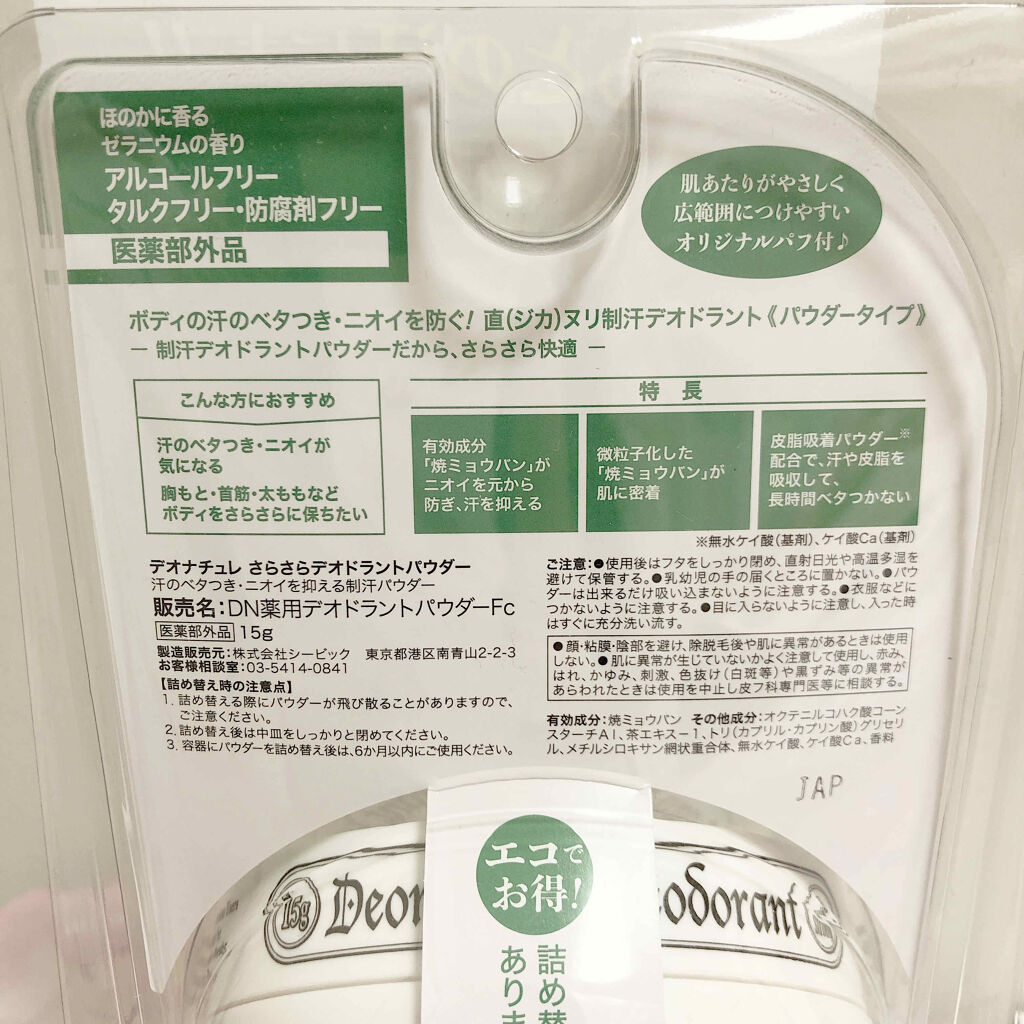 ほのかに香る
ゼラニウムの香り
アルコールフリー
タルクフリー・防腐剤フリー
医薬部外品
肌あたりがやさしく
広範囲につけやすい
オリジナルパフ付♪
ボディの汗のベタつき・ニオイを防ぐ! 直(ジカ)ヌリ制汗デオドラント《パウダータイプ》
− 制汗デオドラントパウダーだから、さらさら快適 −
こんな方におすすめ
汗のベタつき・ニオイが
気になる
胸もと・首筋・太ももなど
ボディをさらさらに保ちたい
特 長
有効成分
「焼ミョウバン」が
ニオイを元から
防ぎ、汗を抑える
微粒子化した
「焼ミョウバン」が
肌に密着
皮脂吸着パウダー※
配合で、汗や皮脂を
吸収して、
長時間ベタつかない
※無水ケイ酸(基剤)、ケイ酸Ca(基剤)
デオナチュレ さらさらデオドラントパウダー
汗のベタつき・ニオイを抑える制汗パウダー
販売名:DN薬用デオドラントパウダーFc
医薬部外品 15g
製造販売元:株式会社シービック 東京都港区南青山2-2-3
お客様相談室:03-5414-0841
【詰め替え時の注意点】
1. 詰め替える際にパウダーが飛び散ることがありますので、
ご注意ください。
2. 詰め替え後は中皿をしっかりと閉めてください。
3. 容器にパウダーを詰め替え後は、6か月以内にご使用ください。
ご注意:●使用後はフタをしっかり閉め、直射日光や高温多湿を
避けて保管する。●乳幼児の手の届くところに置かない。●パウ
ダーは出来るだけ吸い込まないように注意する。●衣服などに
つかないように注意する。●目に入らないように注意し、入った時
はすぐに充分洗い流す。
●顔・粘膜・陰部を避け、除脱毛後や肌に異常があるときは使用
しない。●肌に異常が生じていないかよく注意して使用し、赤み、
はれ、かゆみ、刺激、色抜け(白斑等)や黒ずみ等の異常が
あらわれたときは使用を中止し皮フ科専門医等に相談する。
有効成分:焼ミョウバン その他成分:オクテニルコハク酸コーン
スターチAl、茶エキス−1、トリ(カプリル・カプリン酸)グリセリ
ル、メチルシロキサン網状重合体、無水ケイ酸、ケイ酸Ca、香料
JAP
エコで
お得!
詰め替
あります
15g Deor
eodorant